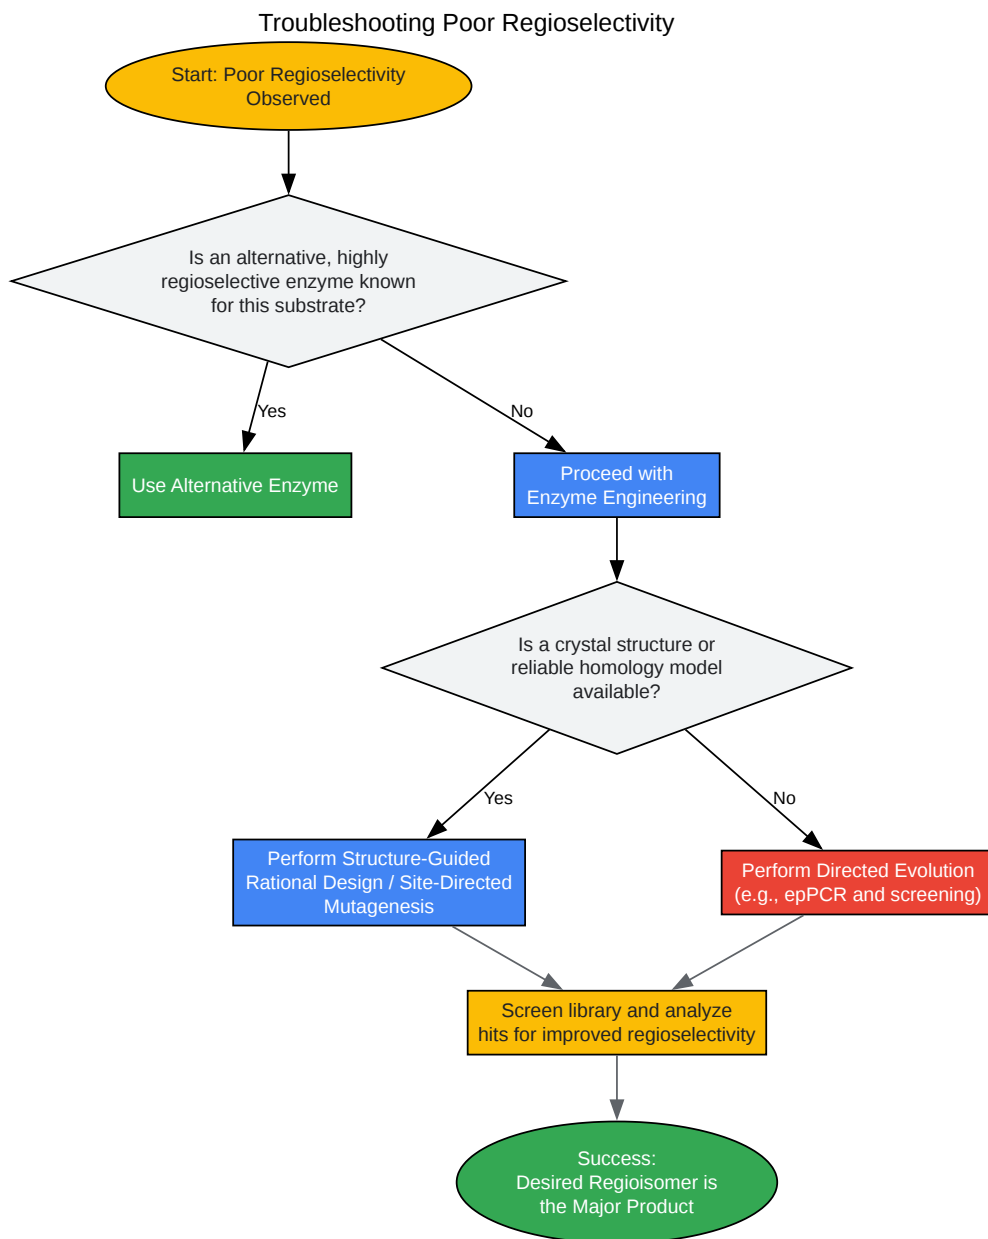 Troubleshooting Poor Regioselectivity
Start: Poor Regioselectivity
Observed
Is an alternative, highly
regioselective enzyme known
for this substrate?
Yes
No
Use Alternative Enzyme
Proceed with
Enzyme Engineering
Is a crystal structure or
reliable homology model
available?
Yes
No
Perform Structure-Guided
Rational Design / Site-Directed
Mutagenesis
Perform Directed Evolution
(e.g., epPCR and screening)
Screen library and analyze
hits for improved regioselectivity
Success:
Desired Regioisomer is
the Major Product